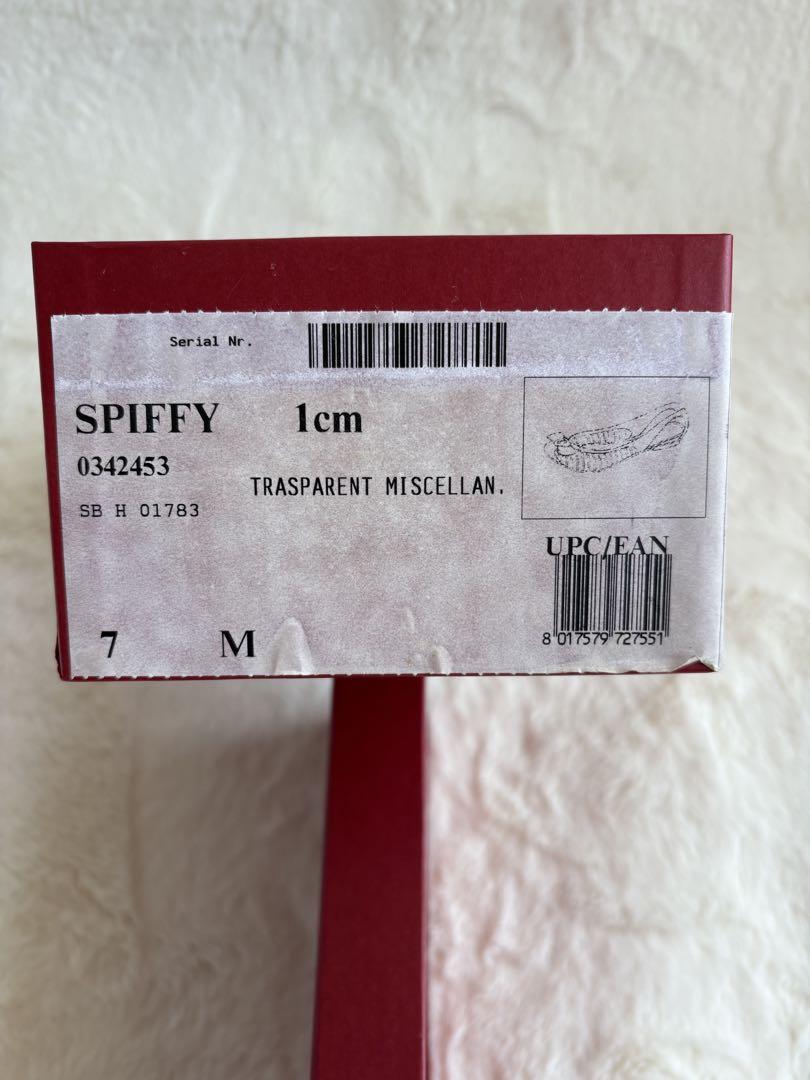 Serial Nr.
SPIFFY 1cm
0342453
TRASPARENT MISCELLAN.
SB H 01783
UPC/EAN
8 017579 727551
7 M